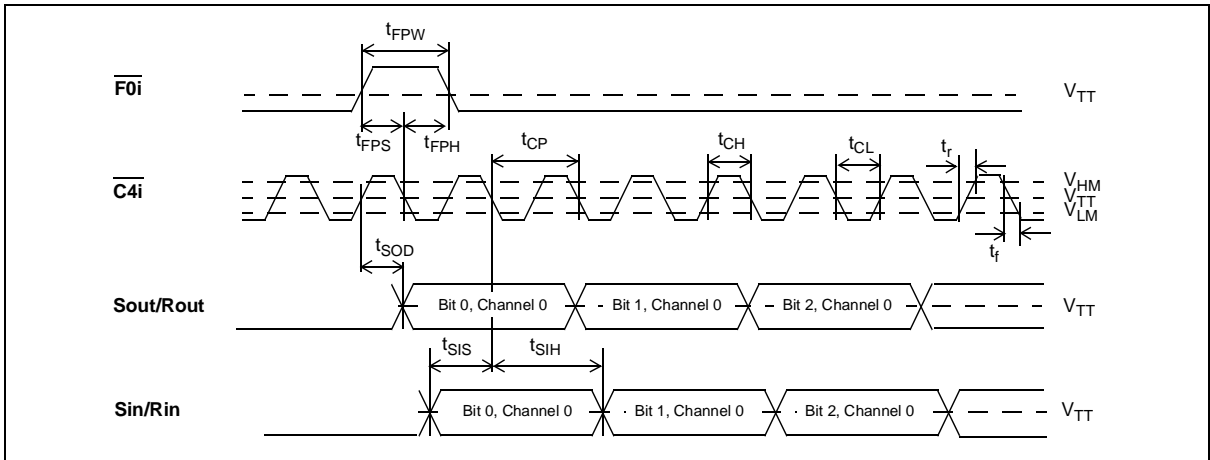 tFPW
F0i
VTT
tFPS
tFPH
tCP
tCH
tCL
tr
C4i
VHM
VTT
VLM
tf
tSOD
Sout/Rout
Bit 0, Channel 0
Bit 1, Channel 0
Bit 2, Channel 0
VTT
tSIS
tSIH
Sin/Rin
Bit 0, Channel 0
Bit 1, Channel 0
Bit 2, Channel 0
VTT